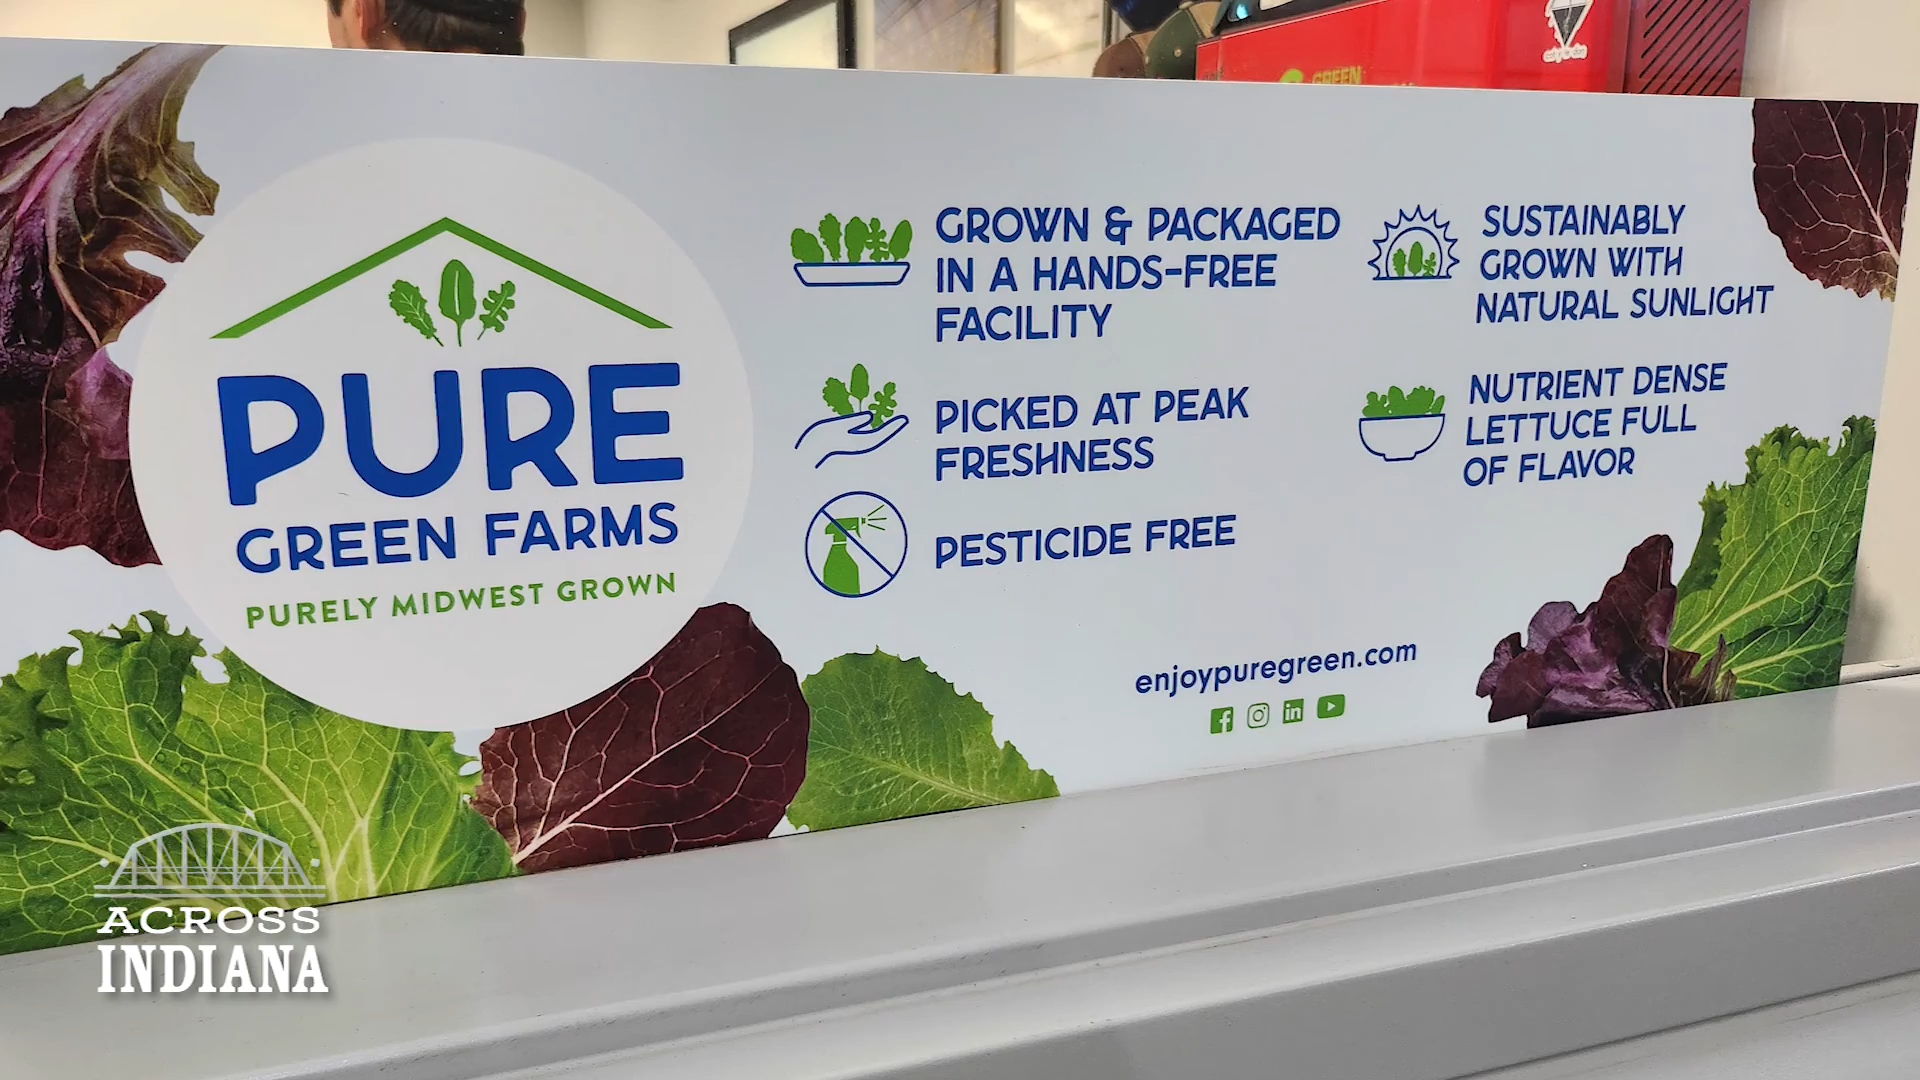 GREEN
PURE
GREEN FARMS
PURELY MIDWEST GROWN
GROWN & PACKAGED
IN A HANDS-FREE
FACILITY
PICKED AT PEAK
FRESHNESS
PESTICIDE FREE
SUSTAINABLY
GROWN WITH
NATURAL SUNLIGHT
NUTRIENT DENSE
LETTUCE FULL
OF FLAVOR
enjoypuregreen.com
ACROSS
INDIANA